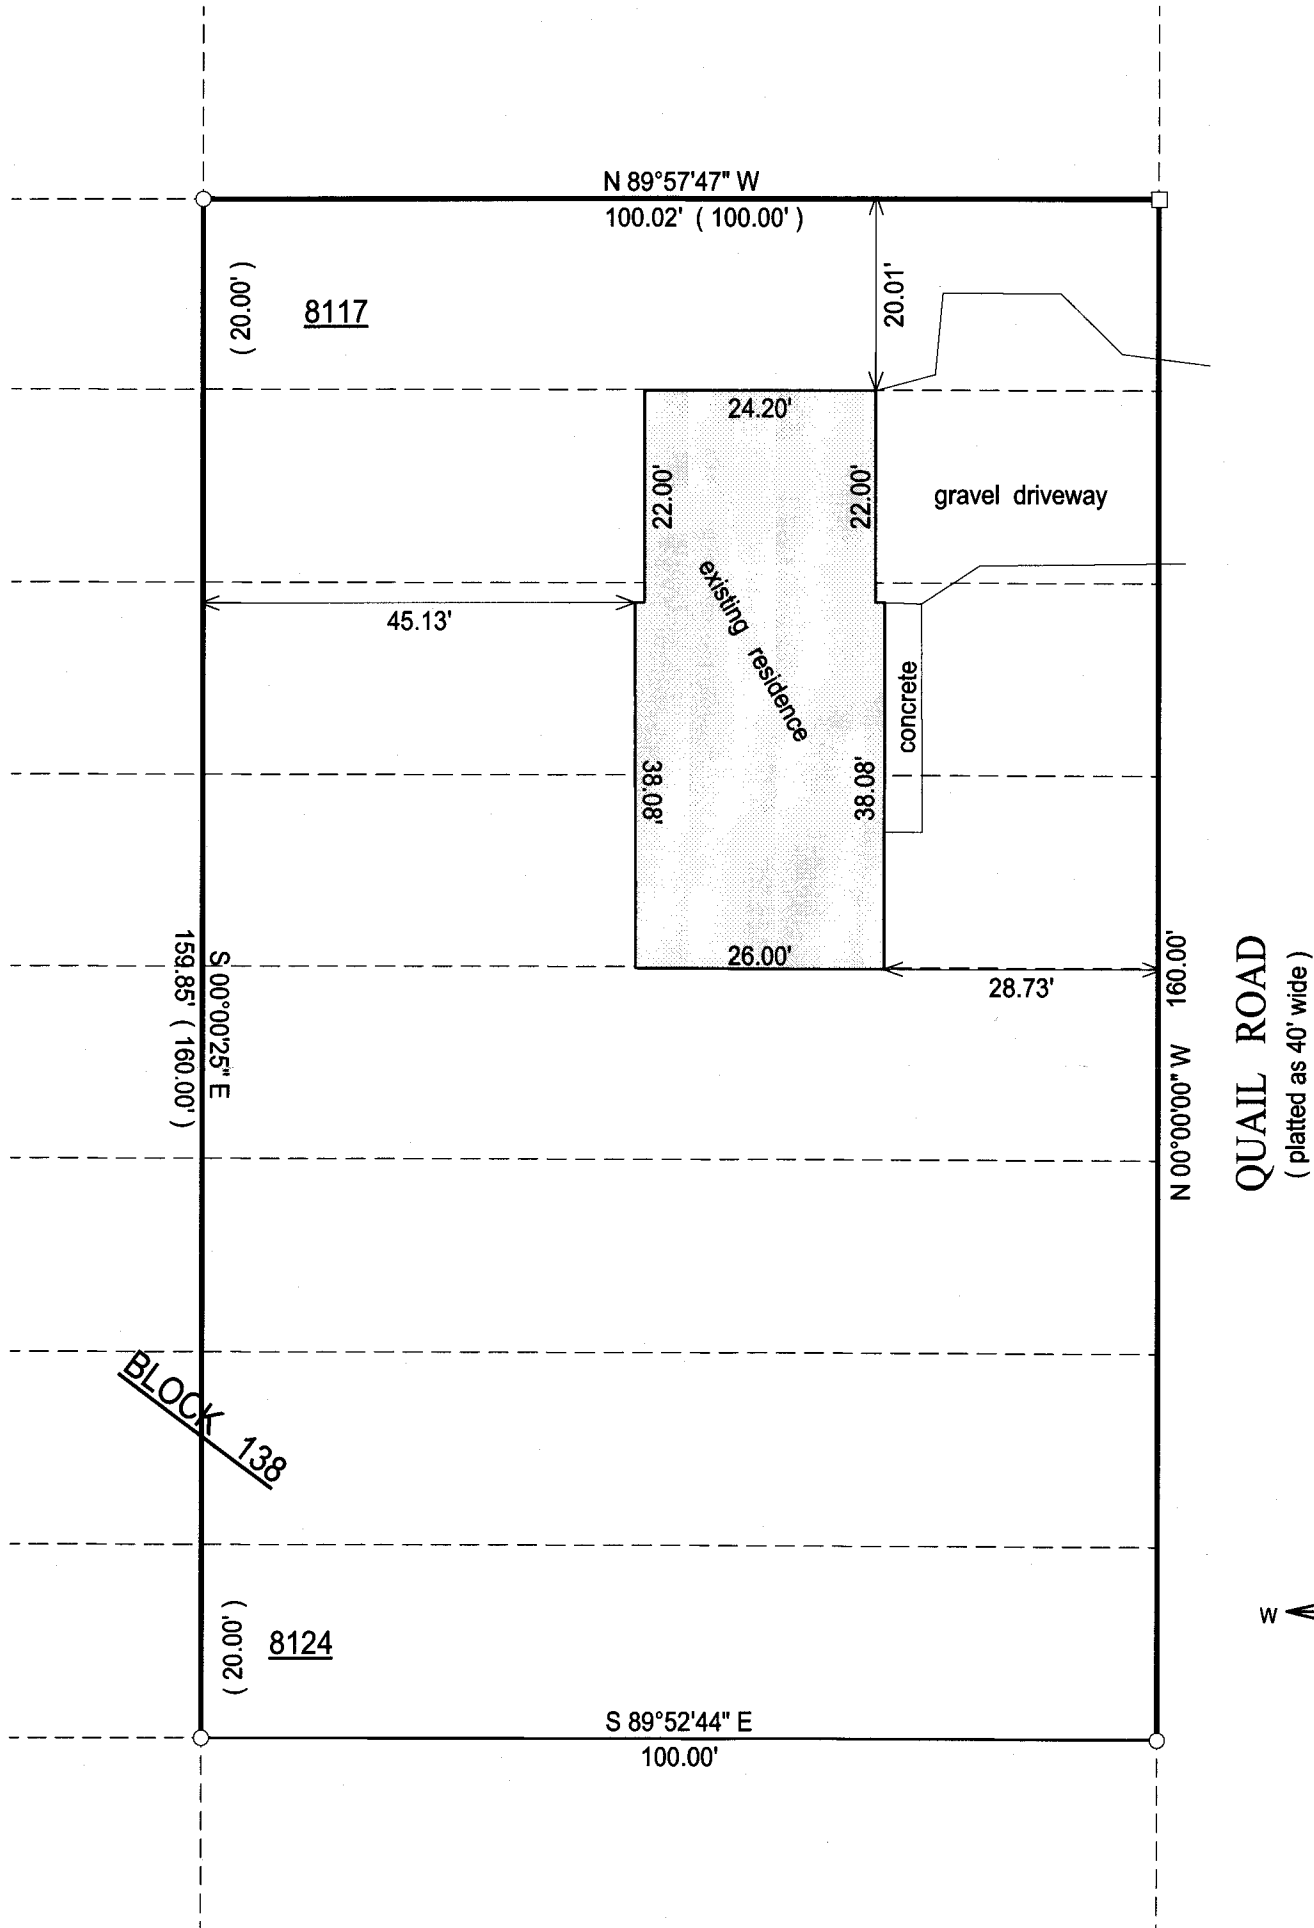 N 89°57'47" W
100.02' ( 100.00' )
( 20.00' )
8117
20.01'
24.20'
22.00'
22.00'
gravel driveway
existing residence
45.13'
concrete
38.08'
38.08'
26.00'
28.73'
S 00°00'25" E
159.85' ( 160.00' )
N 00°00'00" W 160.00'
QUAIL ROAD
( platted as 40' wide )
BLOCK 138
W
( 20.00' )
8124
S 89°52'44" E
100.00'